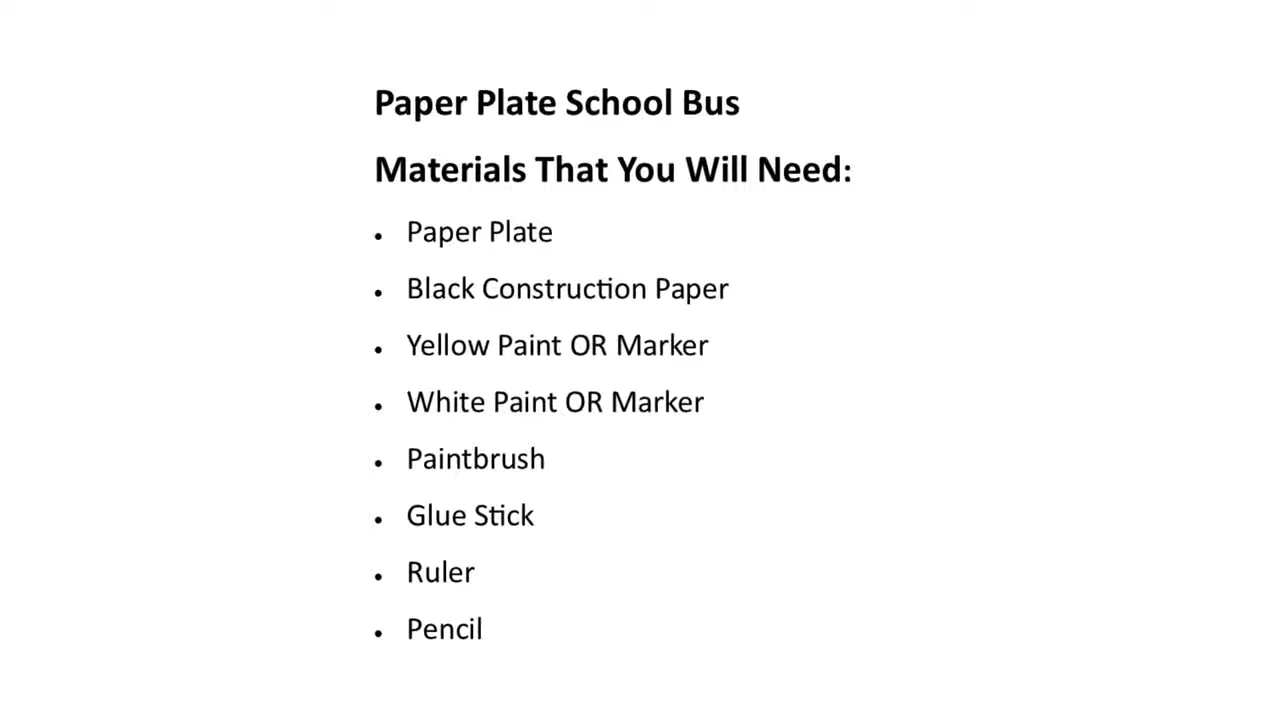 Paper Plate School Bus
Materials That You Will Need:
• Paper Plate
• Black Construction Paper
• Yellow Paint OR Marker
• White Paint OR Marker
• Paintbrush
• Glue Stick
• Ruler
• Pencil